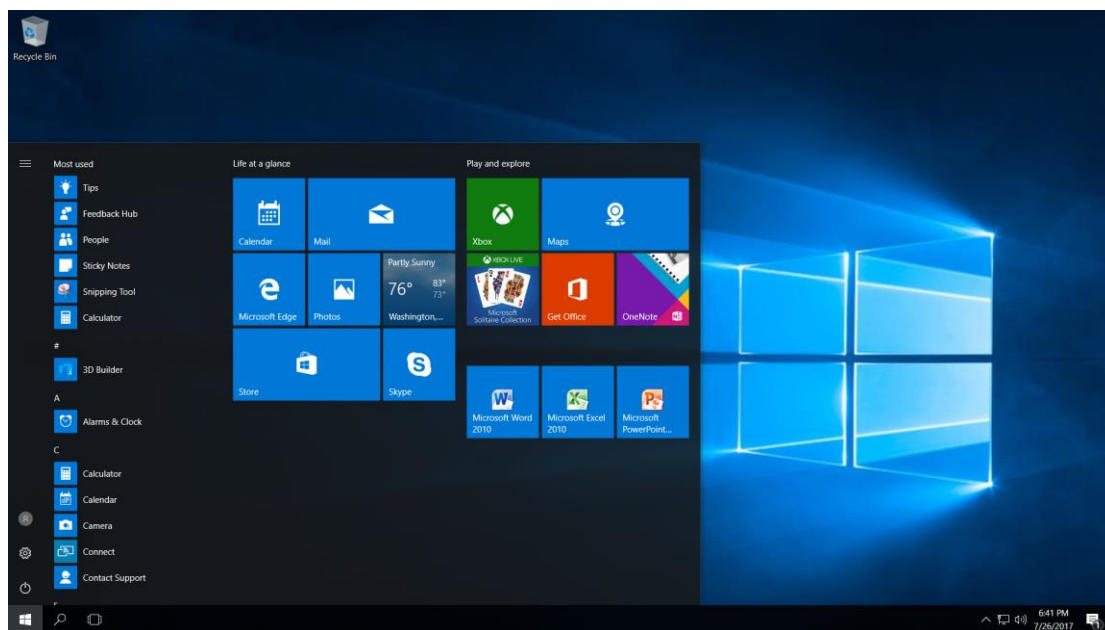 Recycle Bin
Most used
Tips
Feedback Hub
People
Sticky Notes
Snipping Tool
Calculator
#
3D Builder
A
Alarms & Clock
C
Calculator
Calendar
Camera
Connect
Contact Support
Life at a glance
Calendar
Mail
Microsoft Edge
Photos
Partly Sunny
76° 83°
73°
Washington,...
Store
Skype
Play and explore
Xbox
Maps
XBOX LIVE
Microsoft
Solitaire Collection
Get Office
OneNote
Microsoft Word
2010
Microsoft Excel
2010
Microsoft
PowerPoint...
6:41 PM
7/26/2017